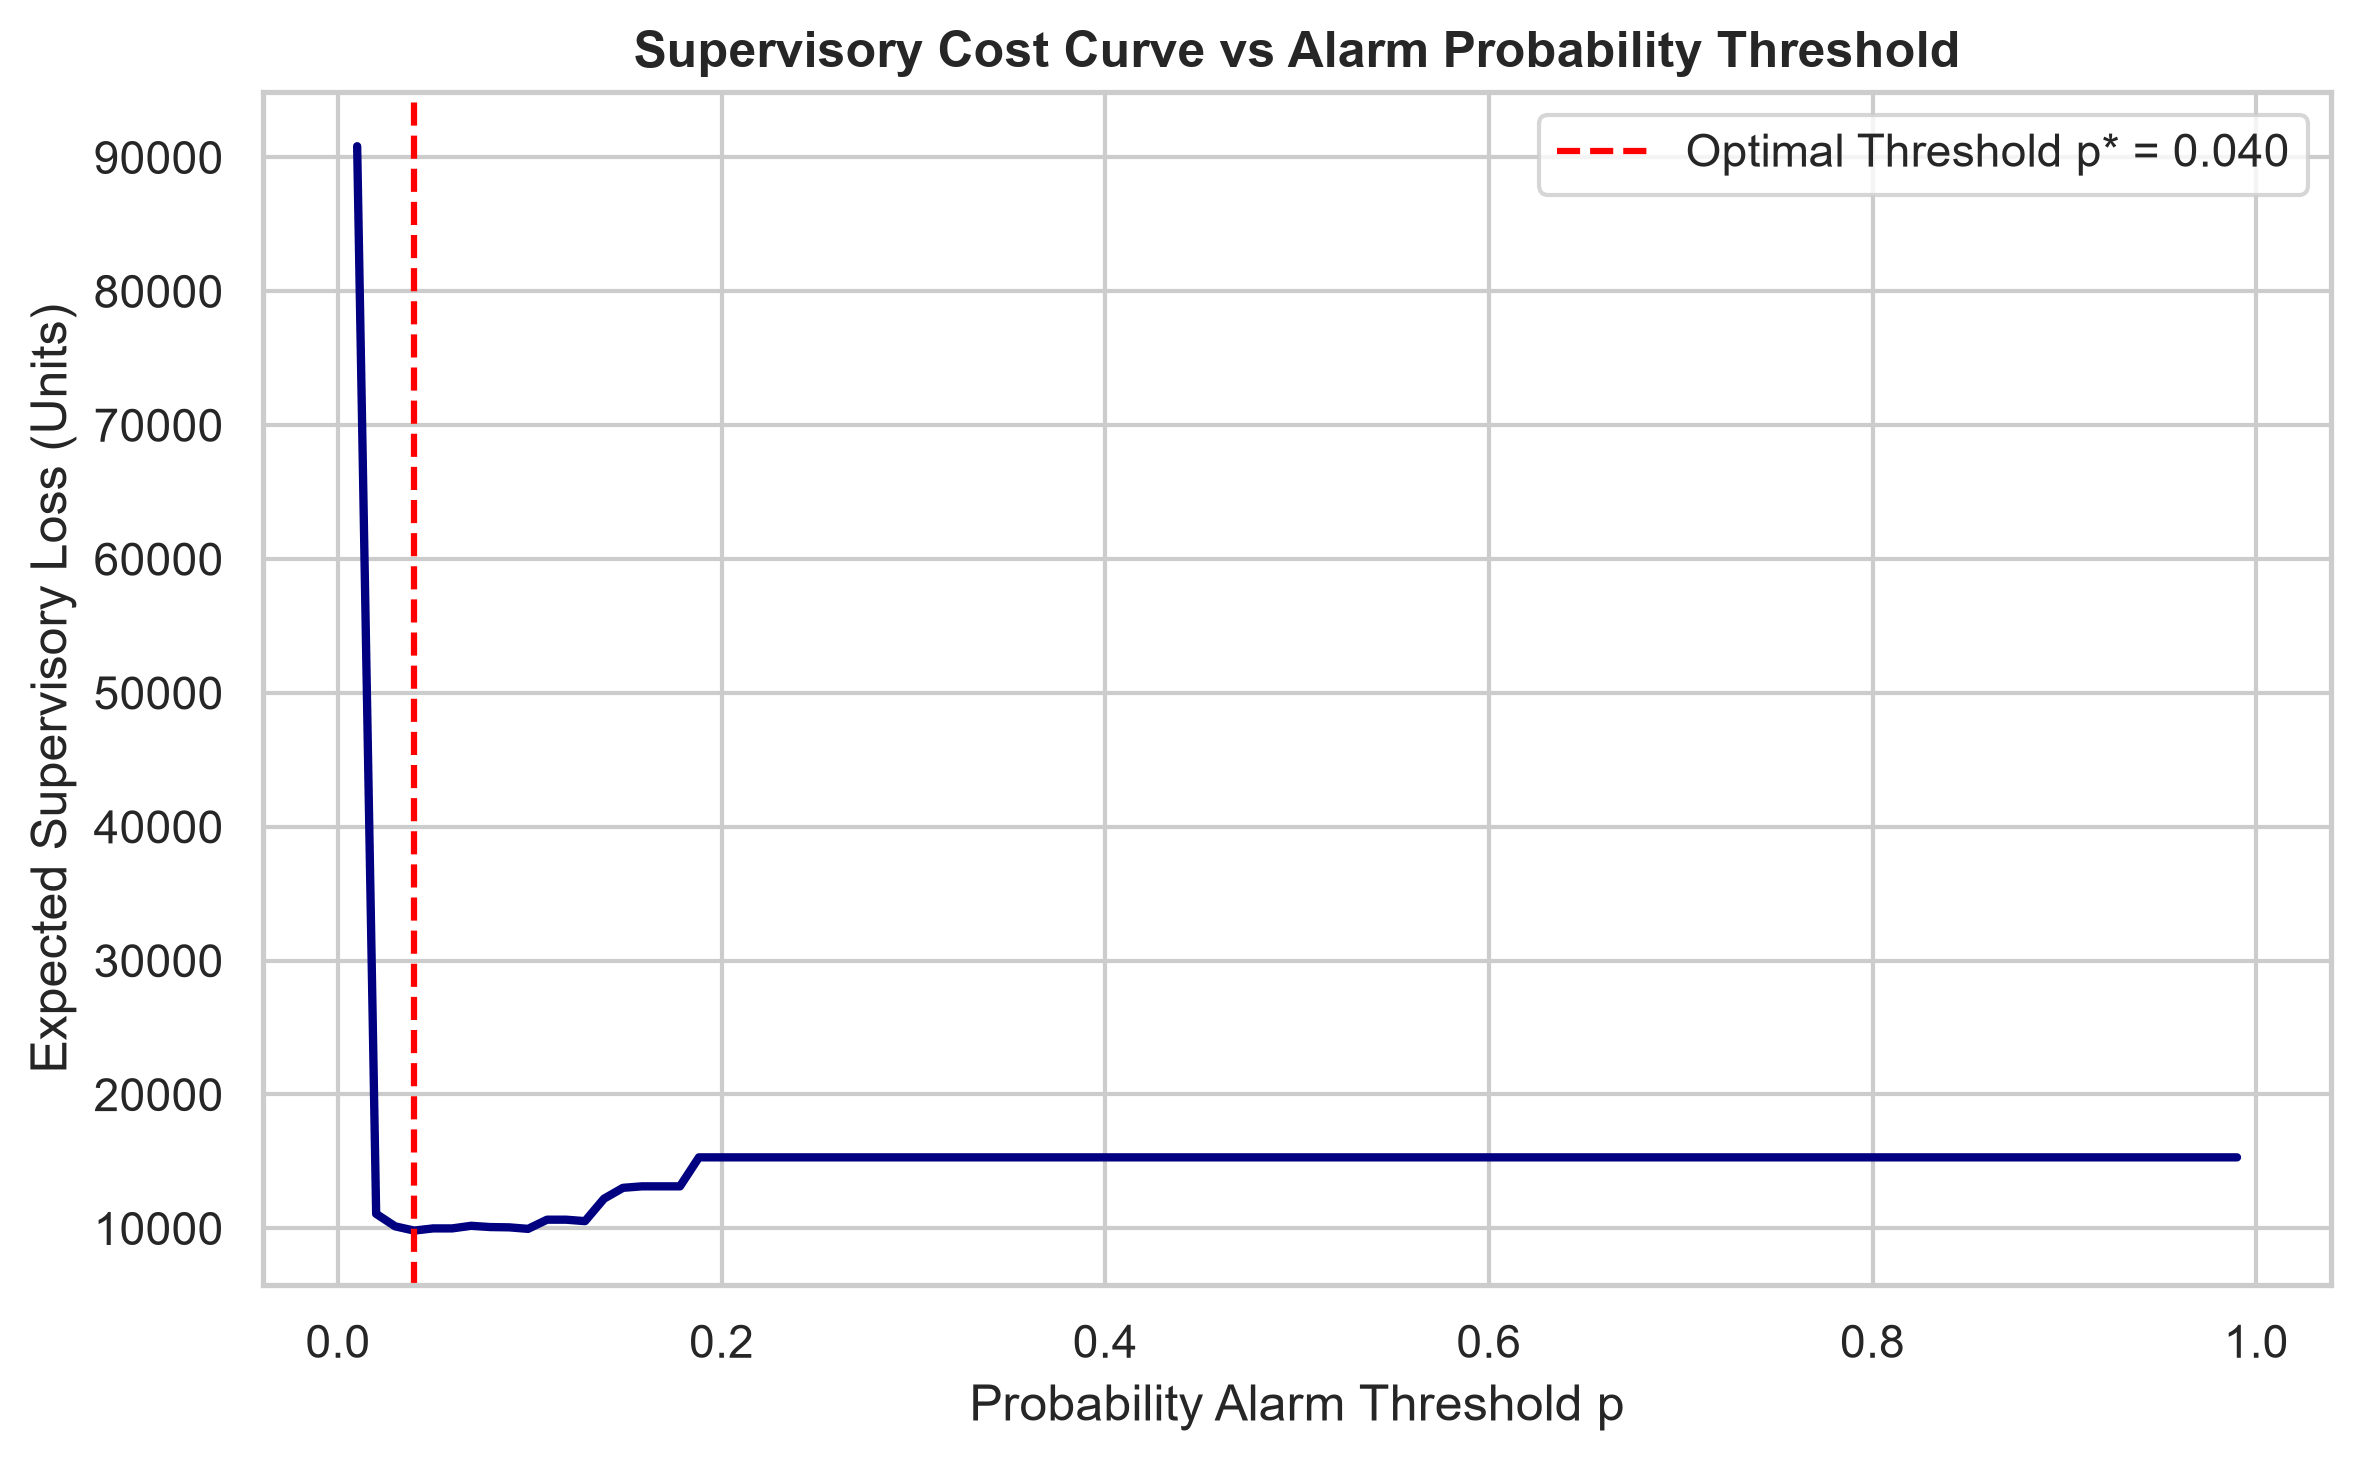 Supervisory Cost Curve vs Alarm Probability Threshold
Optimal Threshold p* = 0.040
Expected Supervisory Loss (Units)
90000
80000
70000
60000
50000
40000
30000
20000
10000
0.0 0.2 0.4 0.6 0.8 1.0
Probability Alarm Threshold p